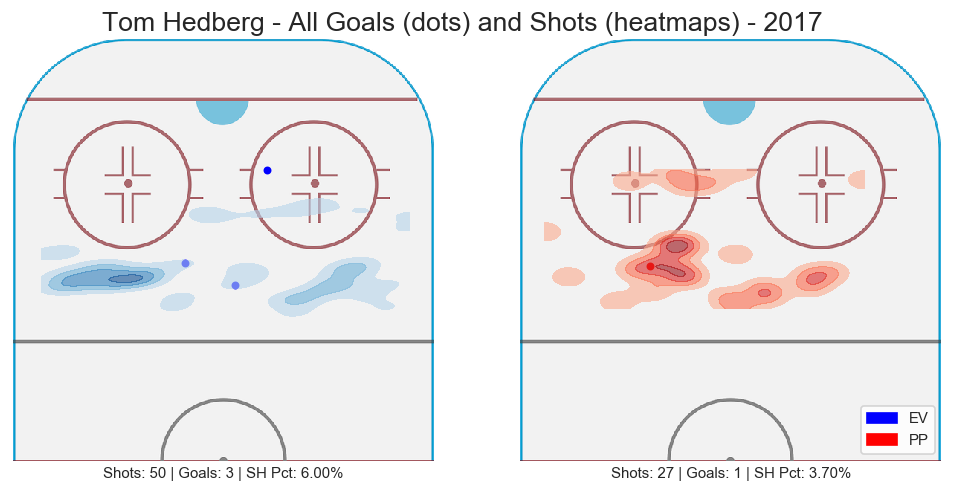 Tom Hedberg - All Goals (dots) and Shots (heatmaps) - 2017
EV
PP
Shots: 50 | Goals: 3 | SH Pct: 6.00%
Shots: 27 | Goals: 1 | SH Pct: 3.70%